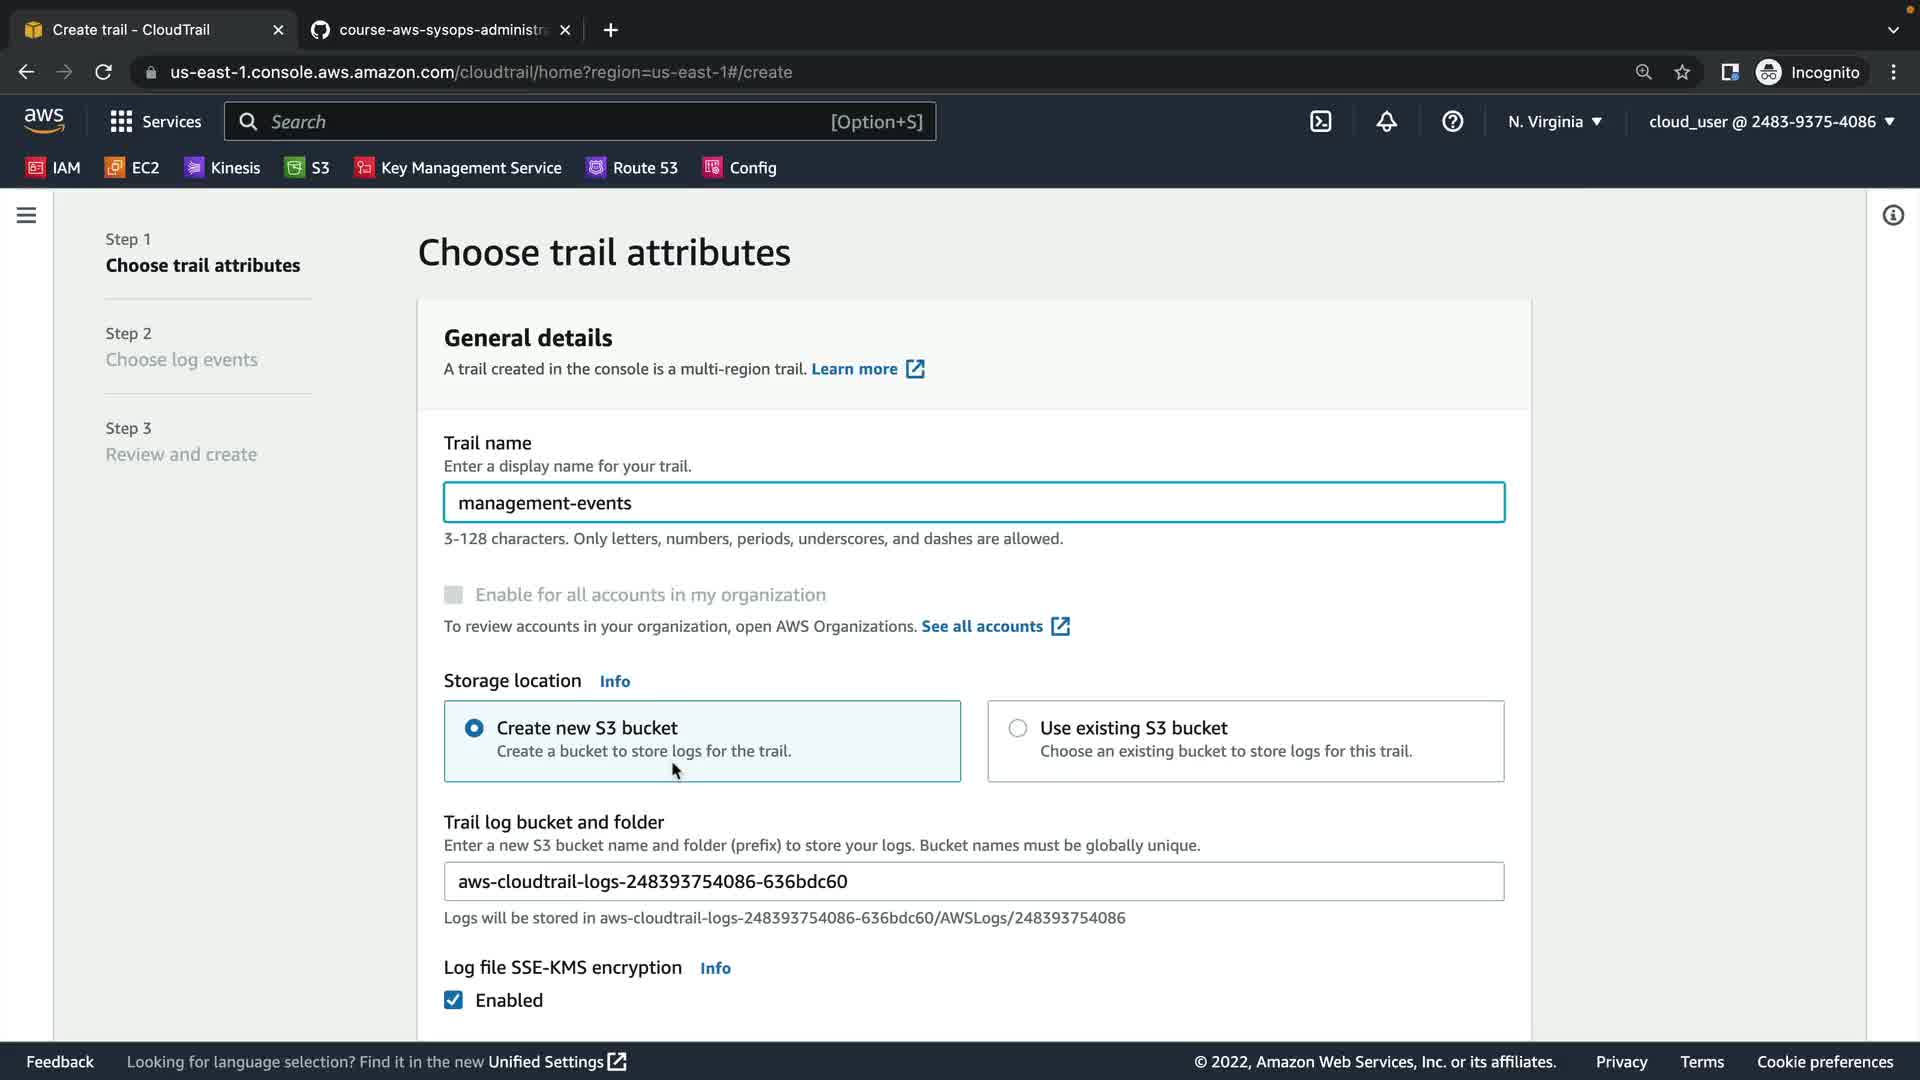 Create trail - CloudTrail
course-aws-sysops-administr
us-east-1.console.aws.amazon.com/cloudtrail/home?region=us-east-1#/create
Incognito
aws
Services
Search
[Option+S]
N. Virginia
cloud_user @ 2483-9375-4086
IAM
EC2
Kinesis
S3
Key Management Service
Route 53
Config
Step 1
Choose trail attributes
Step 2
Choose log events
Step 3
Review and create
Choose trail attributes
General details
A trail created in the console is a multi-region trail. Learn more
Trail name
Enter a display name for your trail.
management-events
3-128 characters. Only letters, numbers, periods, underscores, and dashes are allowed.
Enable for all accounts in my organization
To review accounts in your organization, open AWS Organizations. See all accounts
Storage location Info
Create new S3 bucket
Create a bucket to store logs for the trail.
Use existing S3 bucket
Choose an existing bucket to store logs for this trail.
Trail log bucket and folder
Enter a new S3 bucket name and folder (prefix) to store your logs. Bucket names must be globally unique.
aws-cloudtrail-logs-248393754086-636bdc60
Logs will be stored in aws-cloudtrail-logs-248393754086-636bdc60/AWSLogs/248393754086
Log file SSE-KMS encryption Info
Enabled
Feedback
Looking for language selection? Find it in the new Unified Settings
© 2022, Amazon Web Services, Inc. or its affiliates.
Privacy
Terms
Cookie preferences